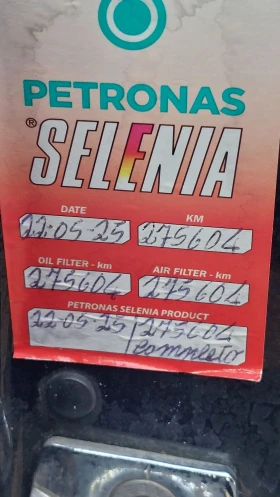 PETRONAS
® SELENIA
DATE KM
22-05-25 275604
OIL FILTER - km AIR FILTER - km
275604 275604
PETRONAS SELENIA PRODUCT
22-05-25 275604
completo